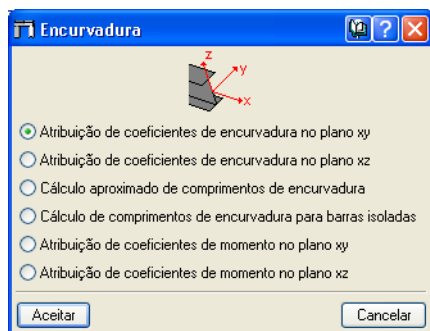 Encurvadura
z
y
x
Atribuição de coeficientes de encurvadura no plano xy
Atribuição de coeficientes de encurvadura no plano xz
Cálculo aproximado de comprimentos de encurvadura
Cálculo de comprimentos de encurvadura para barras isoladas
Atribuição de coeficientes de momento no plano xy
Atribuição de coeficientes de momento no plano xz
Aceitar Cancelar